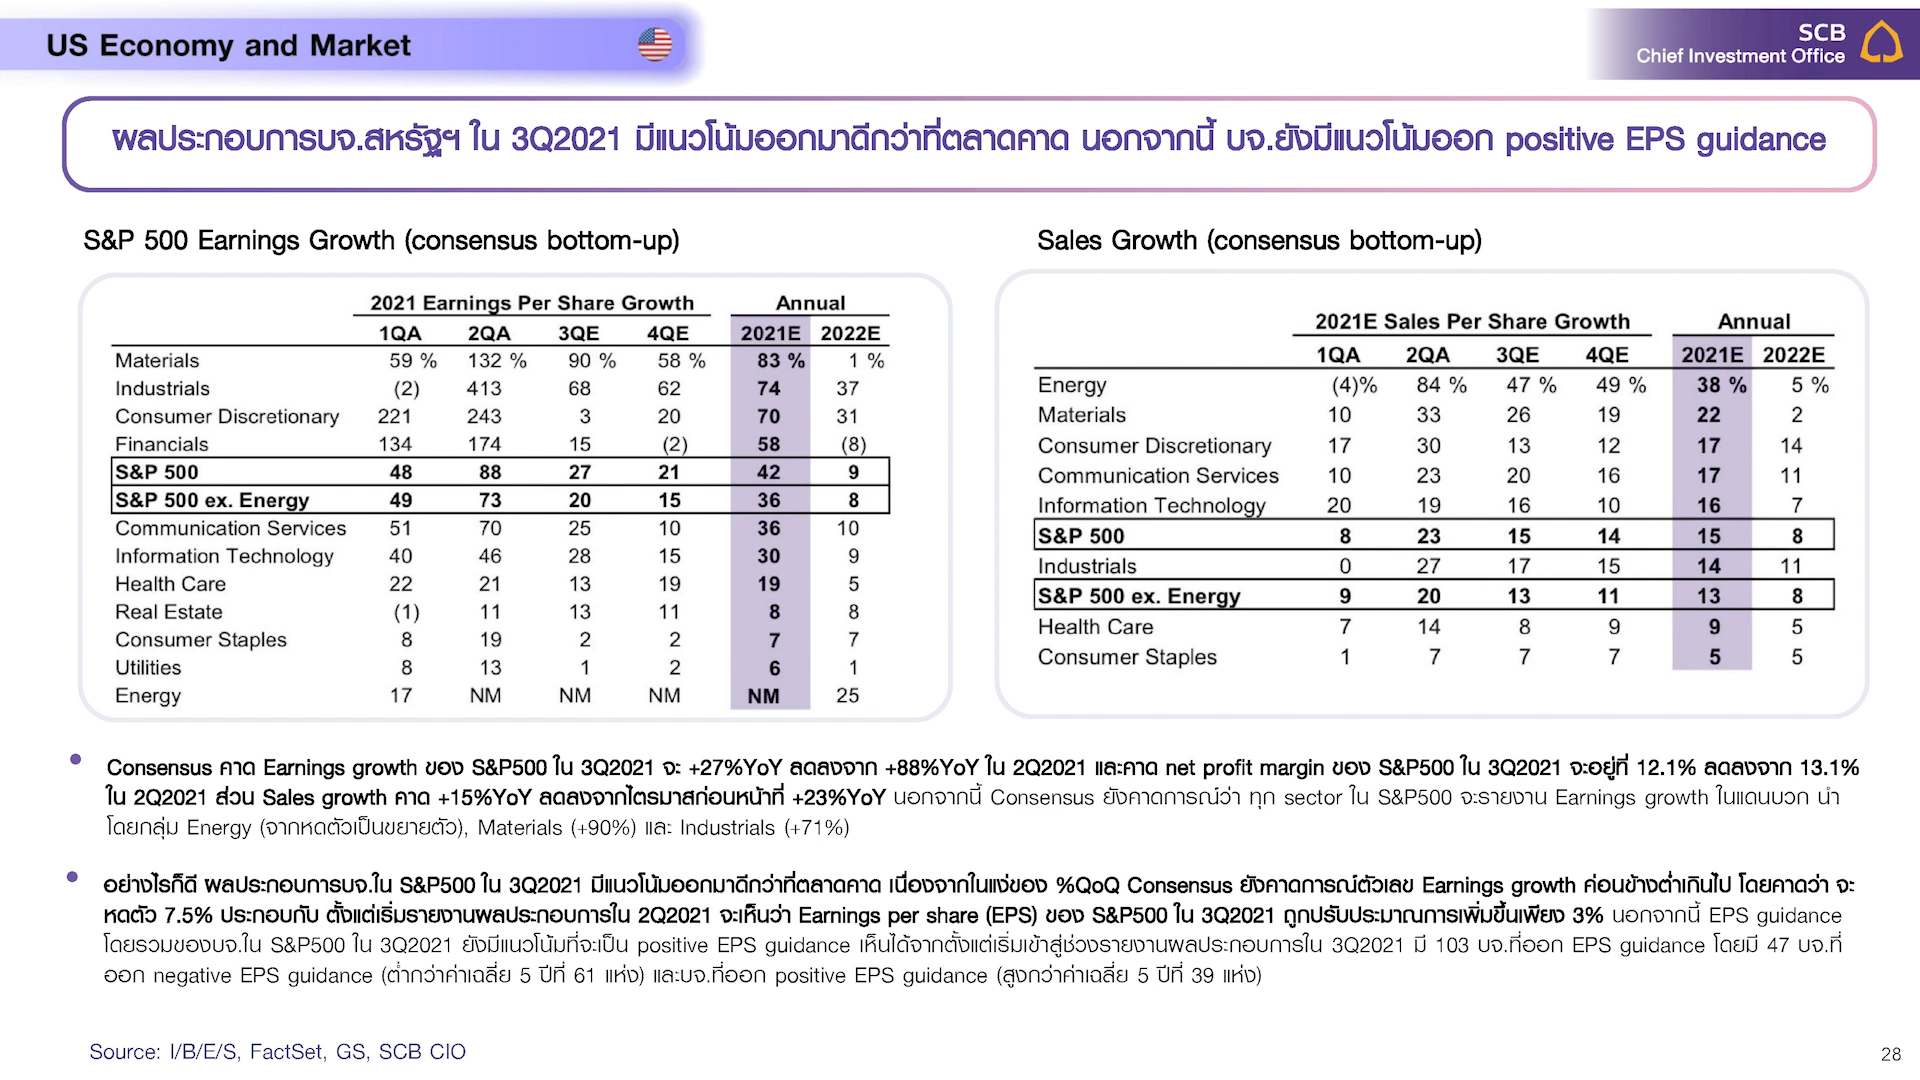 US Economy and Market
SCB
Chief Investment Office
ผลประกอบการบจ.สหรัฐฯ ใน 3Q2021 มีแนวโน้มออกมาดีกว่าที่ตลาดคาด นอกจากนี้ บจ.ยังมีแนวโน้มออก positive EPS guidance
S&P 500 Earnings Growth (consensus bottom-up)
2021 Earnings Per Share Growth Annual
1QA 2QA 3QE 4QE 2021E 2022E
Materials 59 % 132 % 90 % 58 % 83 % 1 %
Industrials (2) 413 68 62 74 37
Consumer Discretionary 221 243 3 20 70 31
Financials 134 174 15 (2) 58 (8)
S&P 500 48 88 27 21 42 9
S&P 500 ex. Energy 49 73 20 15 36 8
Communication Services 51 70 25 10 36 10
Information Technology 40 46 28 15 30 9
Health Care 22 21 13 19 19 5
Real Estate (1) 11 13 11 8 8
Consumer Staples 8 19 2 2 7 7
Utilities 8 13 1 2 6 1
Energy 17 NM NM NM NM 25
Sales Growth (consensus bottom-up)
2021E Sales Per Share Growth Annual
1QA 2QA 3QE 4QE 2021E 2022E
Energy (4)% 84 % 47 % 49 % 38 % 5 %
Materials 10 33 26 19 22 2
Consumer Discretionary 17 30 13 12 17 14
Communication Services 10 23 20 16 17 11
Information Technology 20 19 16 10 16 7
S&P 500 8 23 15 14 15 8
Industrials 0 27 17 15 14 11
S&P 500 ex. Energy 9 20 13 11 13 8
Health Care 7 14 8 9 9 5
Consumer Staples 1 7 7 7 5 5
• Consensus คาด Earnings growth ของ S&P500 ใน 3Q2021 จะ +27%YoY ลดลงจาก +88%YoY ใน 2Q2021 และคาด net profit margin ของ S&P500 ใน 3Q2021 จะอยู่ที่ 12.1% ลดลงจาก 13.1%
ใน 2Q2021 ส่วน Sales growth คาด +15%YoY ลดลงจากไตรมาสก่อนหน้าที่ +23%YoY นอกจากนี้ Consensus ยังคาดการณ์ว่า ทุก sector ใน S&P500 จะรายงาน Earnings growth ในแดนบวก นำ
โดยกลุ่ม Energy (จากหดตัวเป็นขยายตัว), Materials (+90%) และ Industrials (+71%)
• อย่างไรก็ดี ผลประกอบการบจ.ใน S&P500 ใน 3Q2021 มีแนวโน้มออกมาดีกว่าที่ตลาดคาด เนื่องจากในแง่ของ %QoQ Consensus ยังคาดการณ์ตัวเลข Earnings growth ค่อนข้างต่ำเกินไป โดยคาดว่า จะ
หดตัว 7.5% ประกอบกับ ตั้งแต่เริ่มรายงานผลประกอบการใน 2Q2021 จะเห็นว่า Earnings per share (EPS) ของ S&P500 ใน 3Q2021 ถูกปรับประมาณการเพิ่มขึ้นเพียง 3% นอกจากนี้ EPS guidance
โดยรวมของบจ.ใน S&P500 ใน 3Q2021 ยังมีแนวโน้มที่จะเป็น positive EPS guidance เห็นได้จากตั้งแต่เริ่มเข้าสู่ช่วงรายงานผลประกอบการใน 3Q2021 มี 103 บจ.ที่ออก EPS guidance โดยมี 47 บจ.ที่
ออก negative EPS guidance (ต่ำกว่าค่าเฉลี่ย 5 ปีที่ 61 แห่ง) และบจ.ที่ออก positive EPS guidance (สูงกว่าค่าเฉลี่ย 5 ปีที่ 39 แห่ง)
Source: I/B/E/S, FactSet, GS, SCB CIO
28